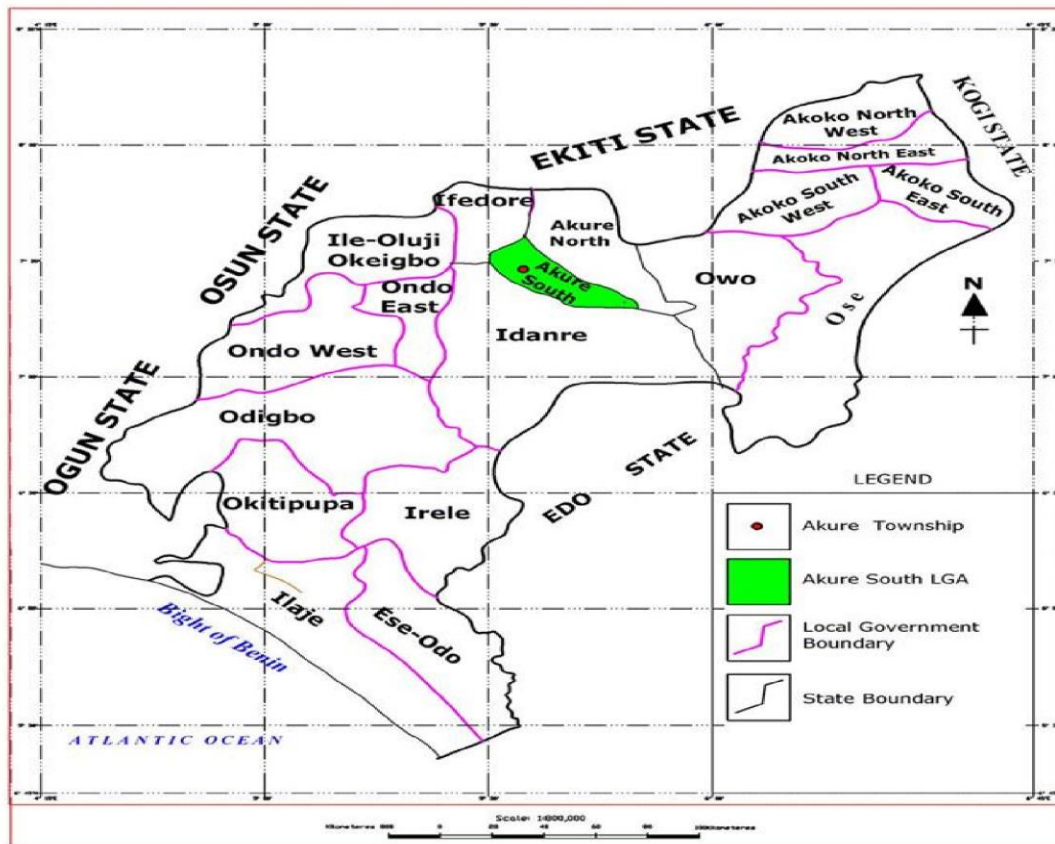 KOGI STATE
EKITI STATE
OSUN STATE
OGUN STATE
EDO STATE
Akoko North
West
Akoko North East
Akoko South
West
Akoko South
East
Ifedore
Akure
North
Ile-Oluji
Okeigbo
Akure
South
Owo
Ose
Ondo
East
Idanre
Ondo West
Odigbo
Okitipupa
Irele
Ilaje
Ese-Odo
Bight of Benin
ATLANTIC OCEAN
N
LEGEND
Akure Township
Akure South LGA
Local Government
Boundary
State Boundary
Scale: 1:800,000